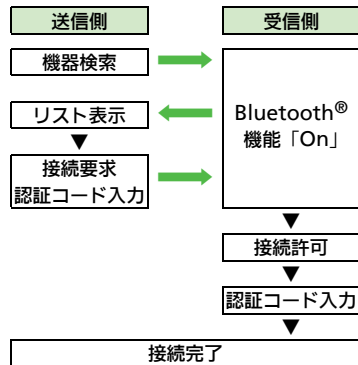 送信側
受信側
機器検索
リスト表示
▼
接続要求
認証コード入力
Bluetooth®
機能「On」
▼
接続許可
▼
認証コード入力
▼
接続完了